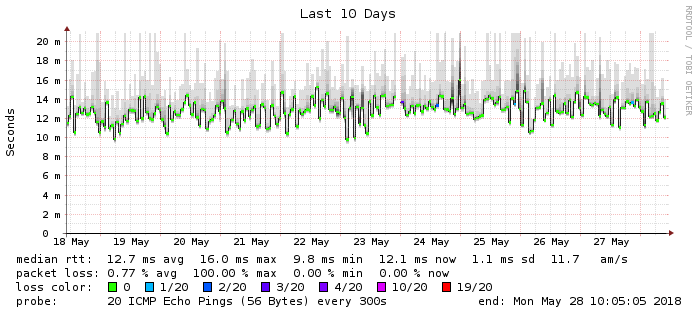 Last 10 Days
RRDTOOL / TOBI OETIKER
Seconds
20 m
18 m
16 m
14 m
12 m
10 m
8 m
6 m
4 m
2 m
0
18 May 19 May 20 May 21 May 22 May 23 May 24 May 25 May 26 May 27 May
median rtt: 12.7 ms avg 16.0 ms max 9.8 ms min 12.1 ms now 1.1 ms sd 11.7 am/s
packet loss: 0.77 % avg 100.00 % max 0.00 % min 0.00 % now
loss color: 0 1/20 2/20 3/20 4/20 10/20 19/20
probe: 20 ICMP Echo Pings (56 Bytes) every 300s end: Mon May 28 10:05:05 2018